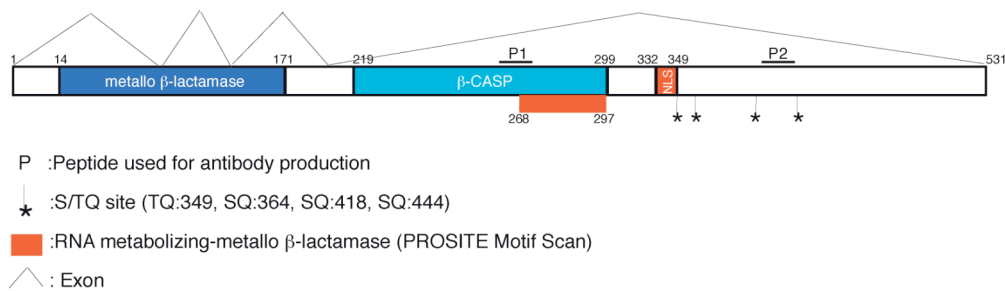 P1
P2
1
14
171
219
299
332
349
531
metallo β-lactamase
β-CASP
NLS
268
297
* * * *
P :Peptide used for antibody production
* :S/TQ site (TQ:349, SQ:364, SQ:418, SQ:444)
:RNA metabolizing-metallo β-lactamase (PROSITE Motif Scan)
: Exon